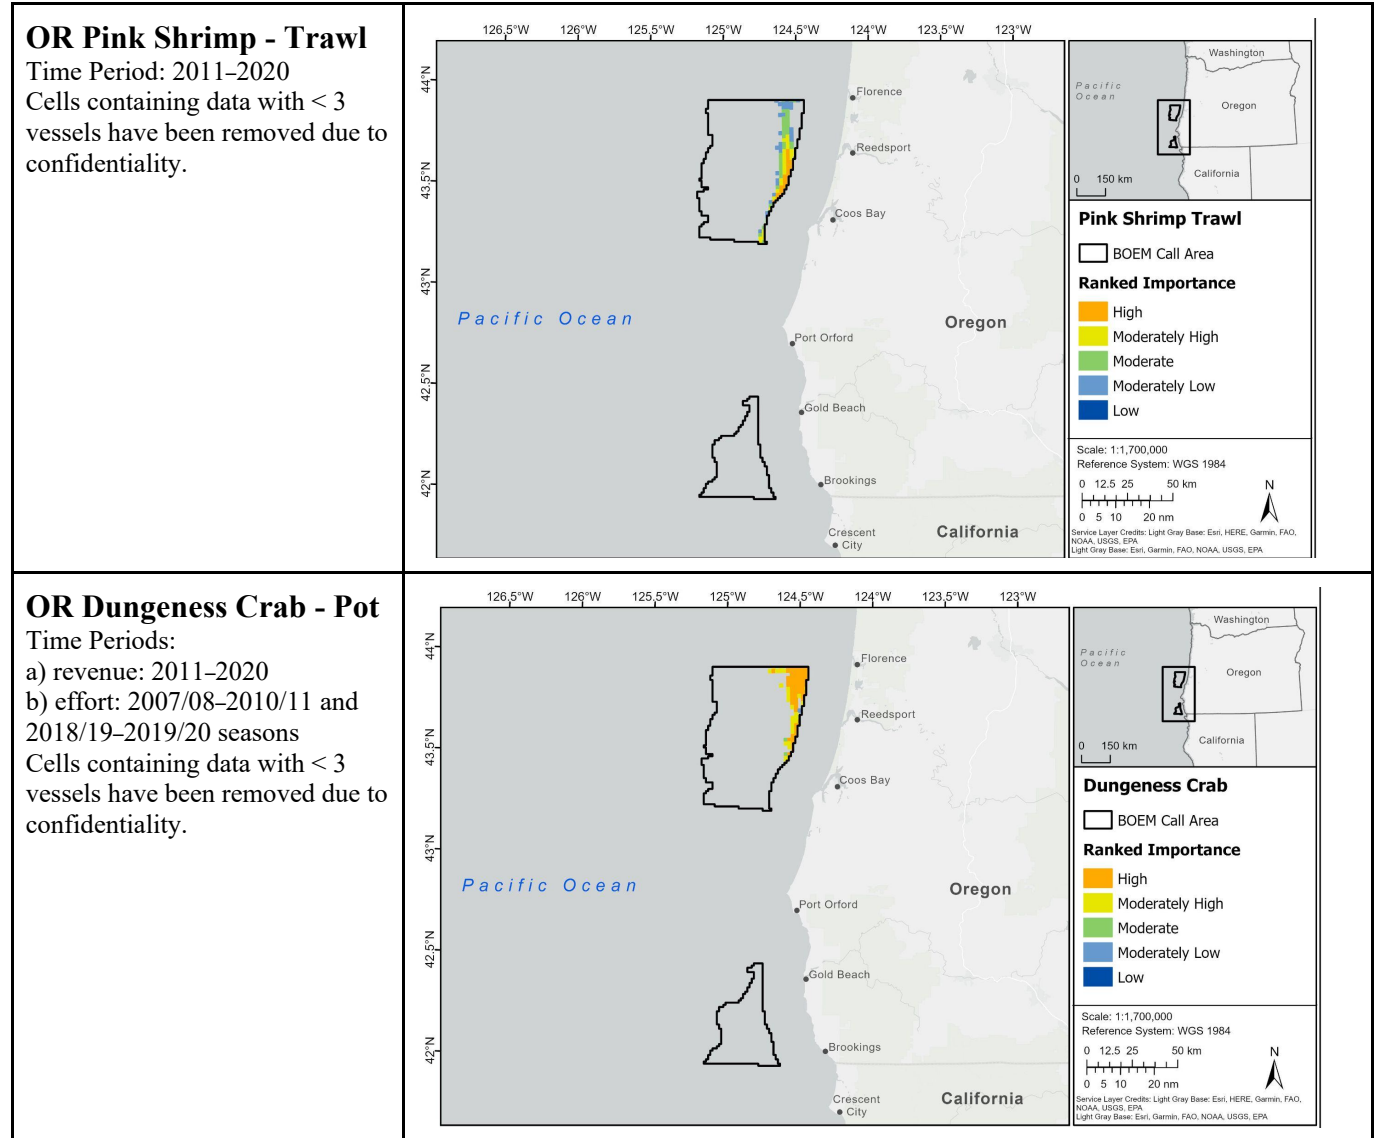 OR Pink Shrimp - Trawl
Time Period: 2011–2020
Cells containing data with < 3
vessels have been removed due to
confidentiality.
126.5°W 126°W 125.5°W 125°W 124.5°W 124°W 123.5°W 123°W
44°N
43.5°N
43°N
42.5°N
42°N
Florence
Reedsport
Coos Bay
Pacific Ocean
Oregon
Port Orford
Gold Beach
Brookings
Crescent
City
California
Washington
Pacific
Ocean
Oregon
California
0 150 km
Pink Shrimp Trawl
BOEM Call Area
Ranked Importance
High
Moderately High
Moderate
Moderately Low
Low
Scale: 1:1,700,000
Reference System: WGS 1984
0 12.5 25 50 km
N
0 5 10 20 nm
Service Layer Credits: Light Gray Base: Esri, HERE, Garmin, FAO,
NOAA, USGS, EPA
Light Gray Base: Esri, Garmin, FAO, NOAA, USGS, EPA
OR Dungeness Crab - Pot
Time Periods:
a) revenue: 2011–2020
b) effort: 2007/08–2010/11 and
2018/19–2019/20 seasons
Cells containing data with < 3
vessels have been removed due to
confidentiality.
126.5°W 126°W 125.5°W 125°W 124.5°W 124°W 123.5°W 123°W
44°N
43.5°N
43°N
42.5°N
42°N
Florence
Reedsport
Coos Bay
Pacific Ocean
Oregon
Port Orford
Gold Beach
Brookings
Crescent
City
California
Washington
Pacific
Ocean
Oregon
California
0 150 km
Dungeness Crab
BOEM Call Area
Ranked Importance
High
Moderately High
Moderate
Moderately Low
Low
Scale: 1:1,700,000
Reference System: WGS 1984
0 12.5 25 50 km
N
0 5 10 20 nm
Service Layer Credits: Light Gray Base: Esri, HERE, Garmin, FAO,
NOAA, USGS, EPA
Light Gray Base: Esri, Garmin, FAO, NOAA, USGS, EPA